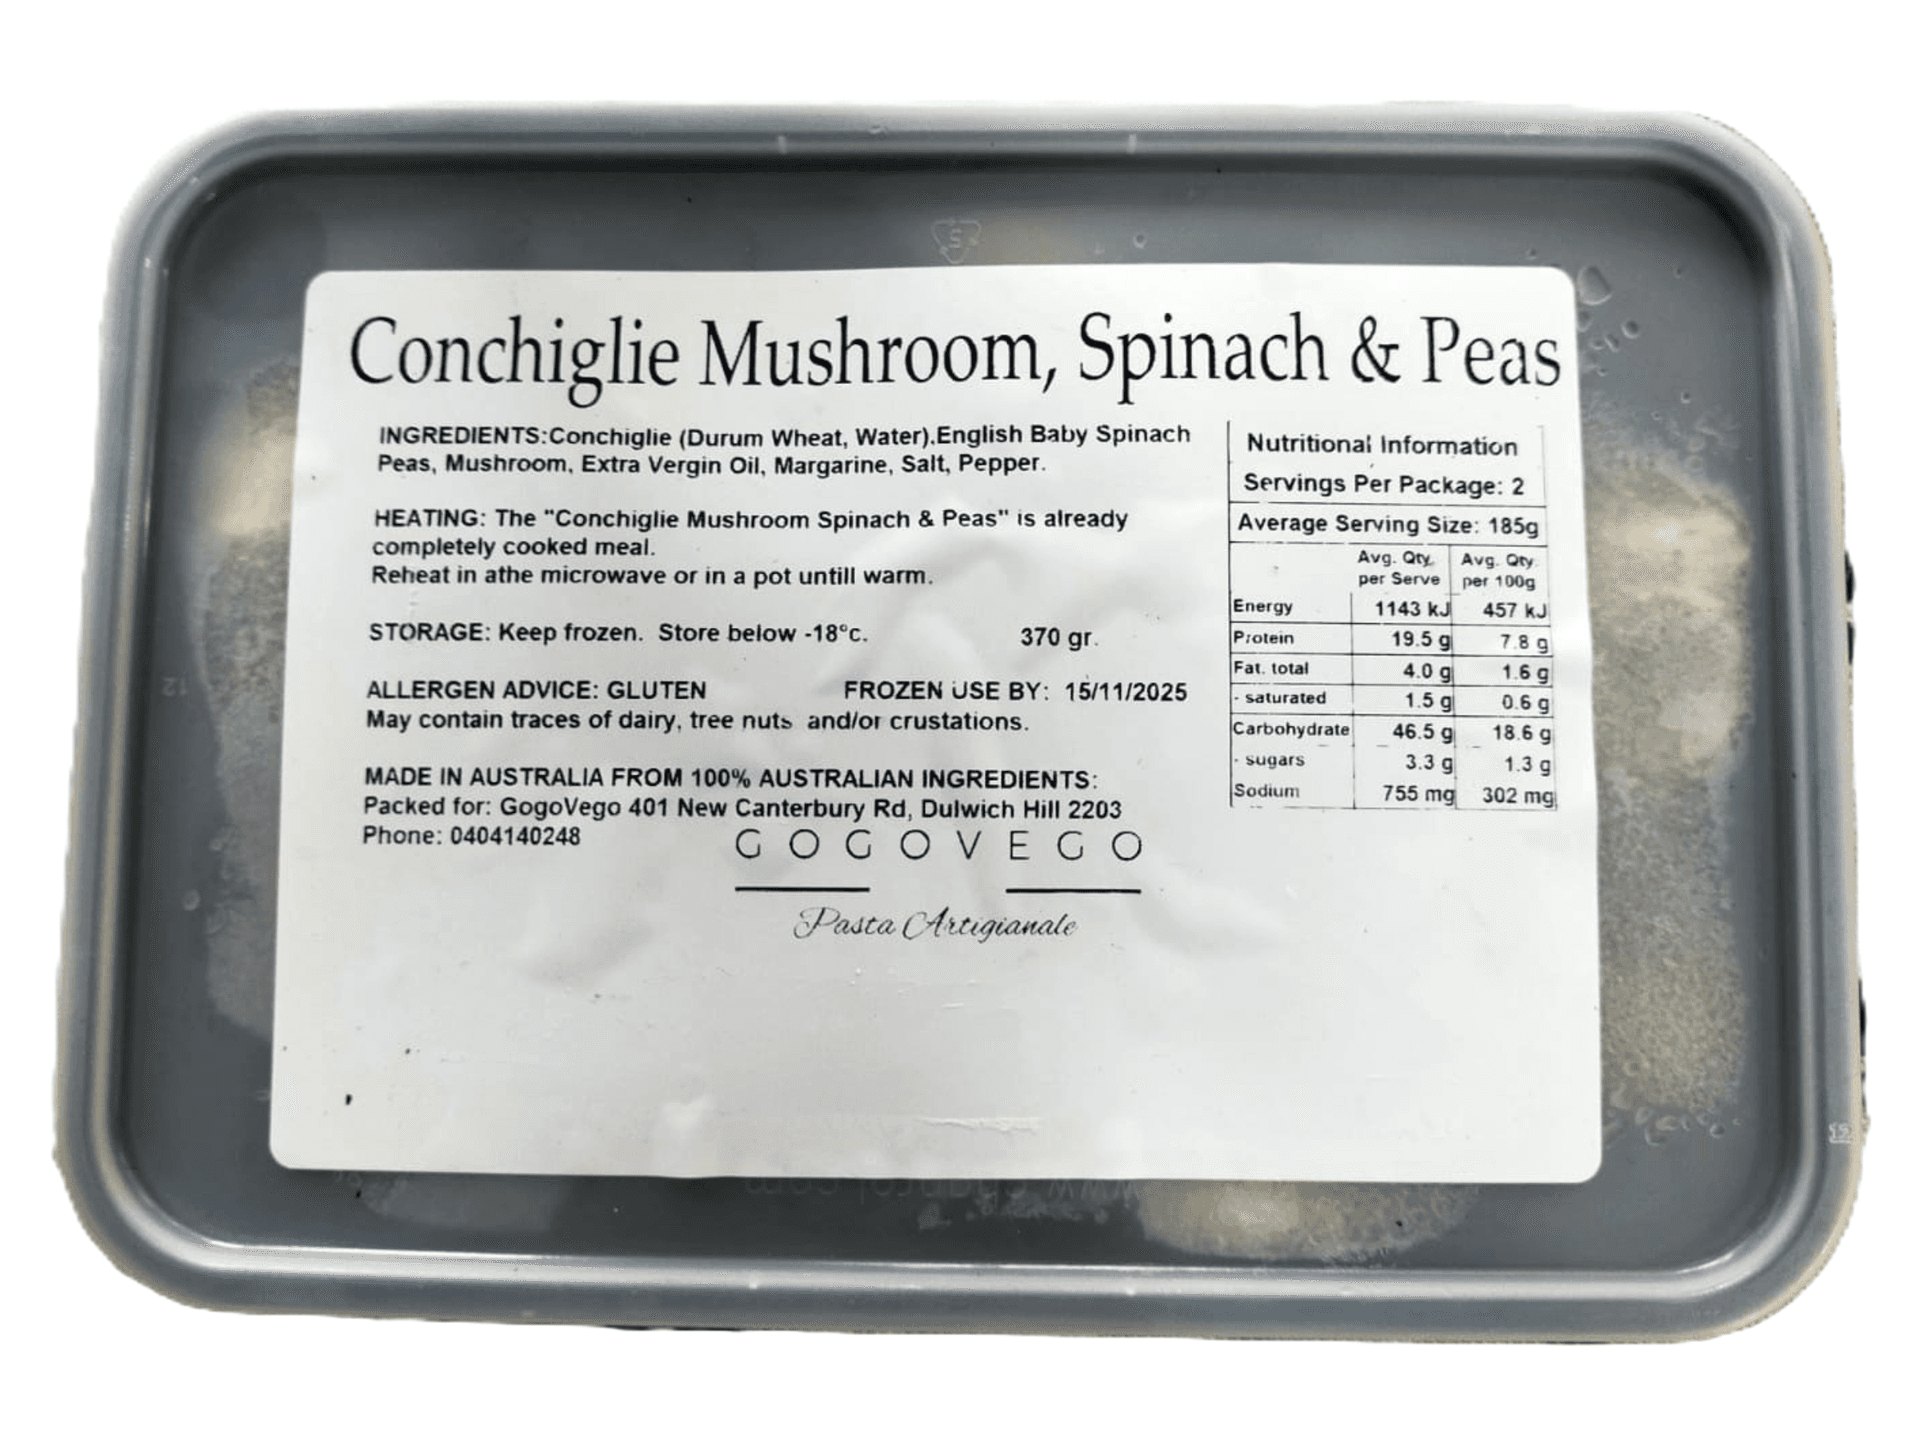 Conchiglie Mushroom, Spinach & Peas
INGREDIENTS:Conchiglie (Durum Wheat, Water).English Baby Spinach
Peas, Mushroom, Extra Vergin Oil, Margarine, Salt, Pepper.
HEATING: The "Conchiglie Mushroom Spinach & Peas" is already
completely cooked meal.
Reheat in athe microwave or in a pot untill warm.
STORAGE: Keep frozen. Store below -18°c. 370 gr.
ALLERGEN ADVICE: GLUTEN FROZEN USE BY: 15/11/2025
May contain traces of dairy, tree nuts and/or crustations.
MADE IN AUSTRALIA FROM 100% AUSTRALIAN INGREDIENTS:
Packed for: GogoVego 401 New Canterbury Rd, Dulwich Hill 2203
Phone: 0404140248
GOGOVEGO
Pasta Artigianale
Nutritional Information
Servings Per Package: 2
Average Serving Size: 185g
Avg. Qty. per Serve Avg. Qty. per 100g
Energy 1143 kJ 457 kJ
Protein 19.5 g 7.8 g
Fat. total 4.0 g 1.6 g
- saturated 1.5 g 0.6 g
Carbohydrate 46.5 g 18.6 g
- sugars 3.3 g 1.3 g
Sodium 755 mg 302 mg
5
12